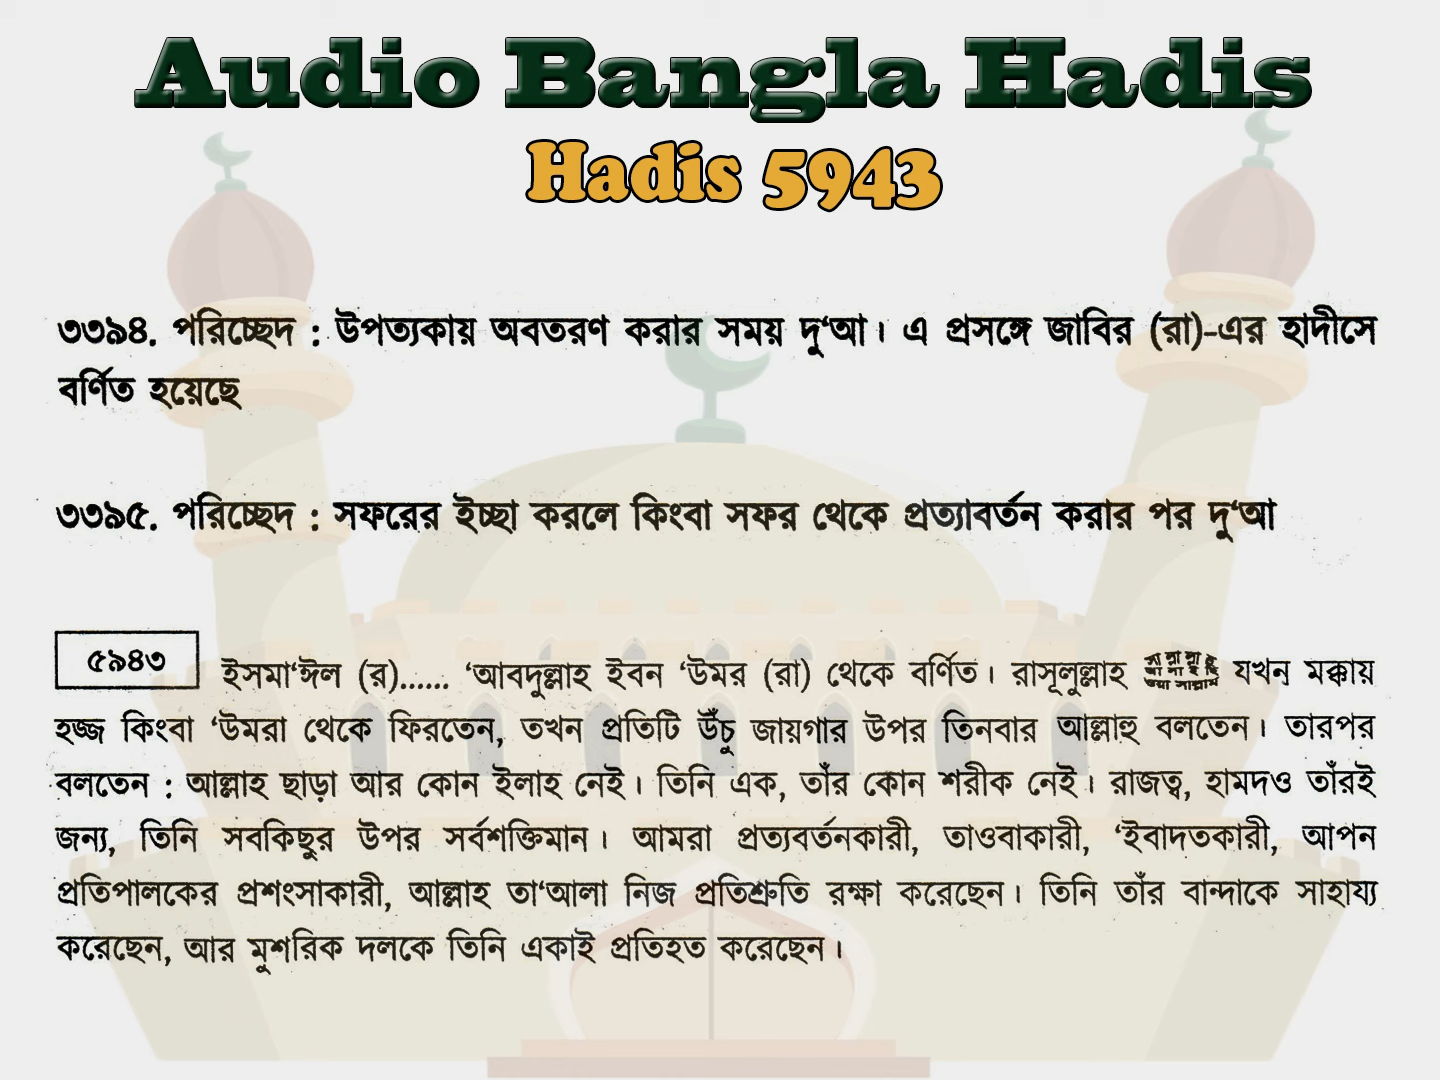 Audio Bangla Hadis
Hadis 5943
৩৩৯৪. পরিচ্ছেদ : উপত্যকায় অবতরণ করার সময় দু‘আ। এ প্রসঙ্গে জাবির (রা)-এর হাদীসে
বর্ণিত হয়েছে
৩৩৯৫. পরিচ্ছেদ : সফরের ইচ্ছা করলে কিংবা সফর থেকে প্রত্যাবর্তন করার পর দু‘আ
৫৯৪৩ ইসমা‘ঈল (র)...... ‘আবদুল্লাহ ইবন ‘উমর (রা) থেকে বর্ণিত। রাসূলুল্লাহ যখন মক্কায়
হজ্জ কিংবা ‘উমরা থেকে ফিরতেন, তখন প্রতিটি উঁচু জায়গার উপর তিনবার আল্লাহু বলতেন। তারপর
বলতেন : আল্লাহ ছাড়া আর কোন ইলাহ নেই। তিনি এক, তাঁর কোন শরীক নেই। রাজত্ব, হামদও তাঁরই
জন্য, তিনি সবকিছুর উপর সর্বশক্তিমান। আমরা প্রত্যবর্তনকারী, তাওবাকারী, ‘ইবাদতকারী, আপন
প্রতিপালকের প্রশংসাকারী, আল্লাহ তা‘আলা নিজ প্রতিশ্রুতি রক্ষা করেছেন। তিনি তাঁর বান্দাকে সাহায্য
করেছেন, আর মুশরিক দলকে তিনি একাই প্রতিহত করেছেন।